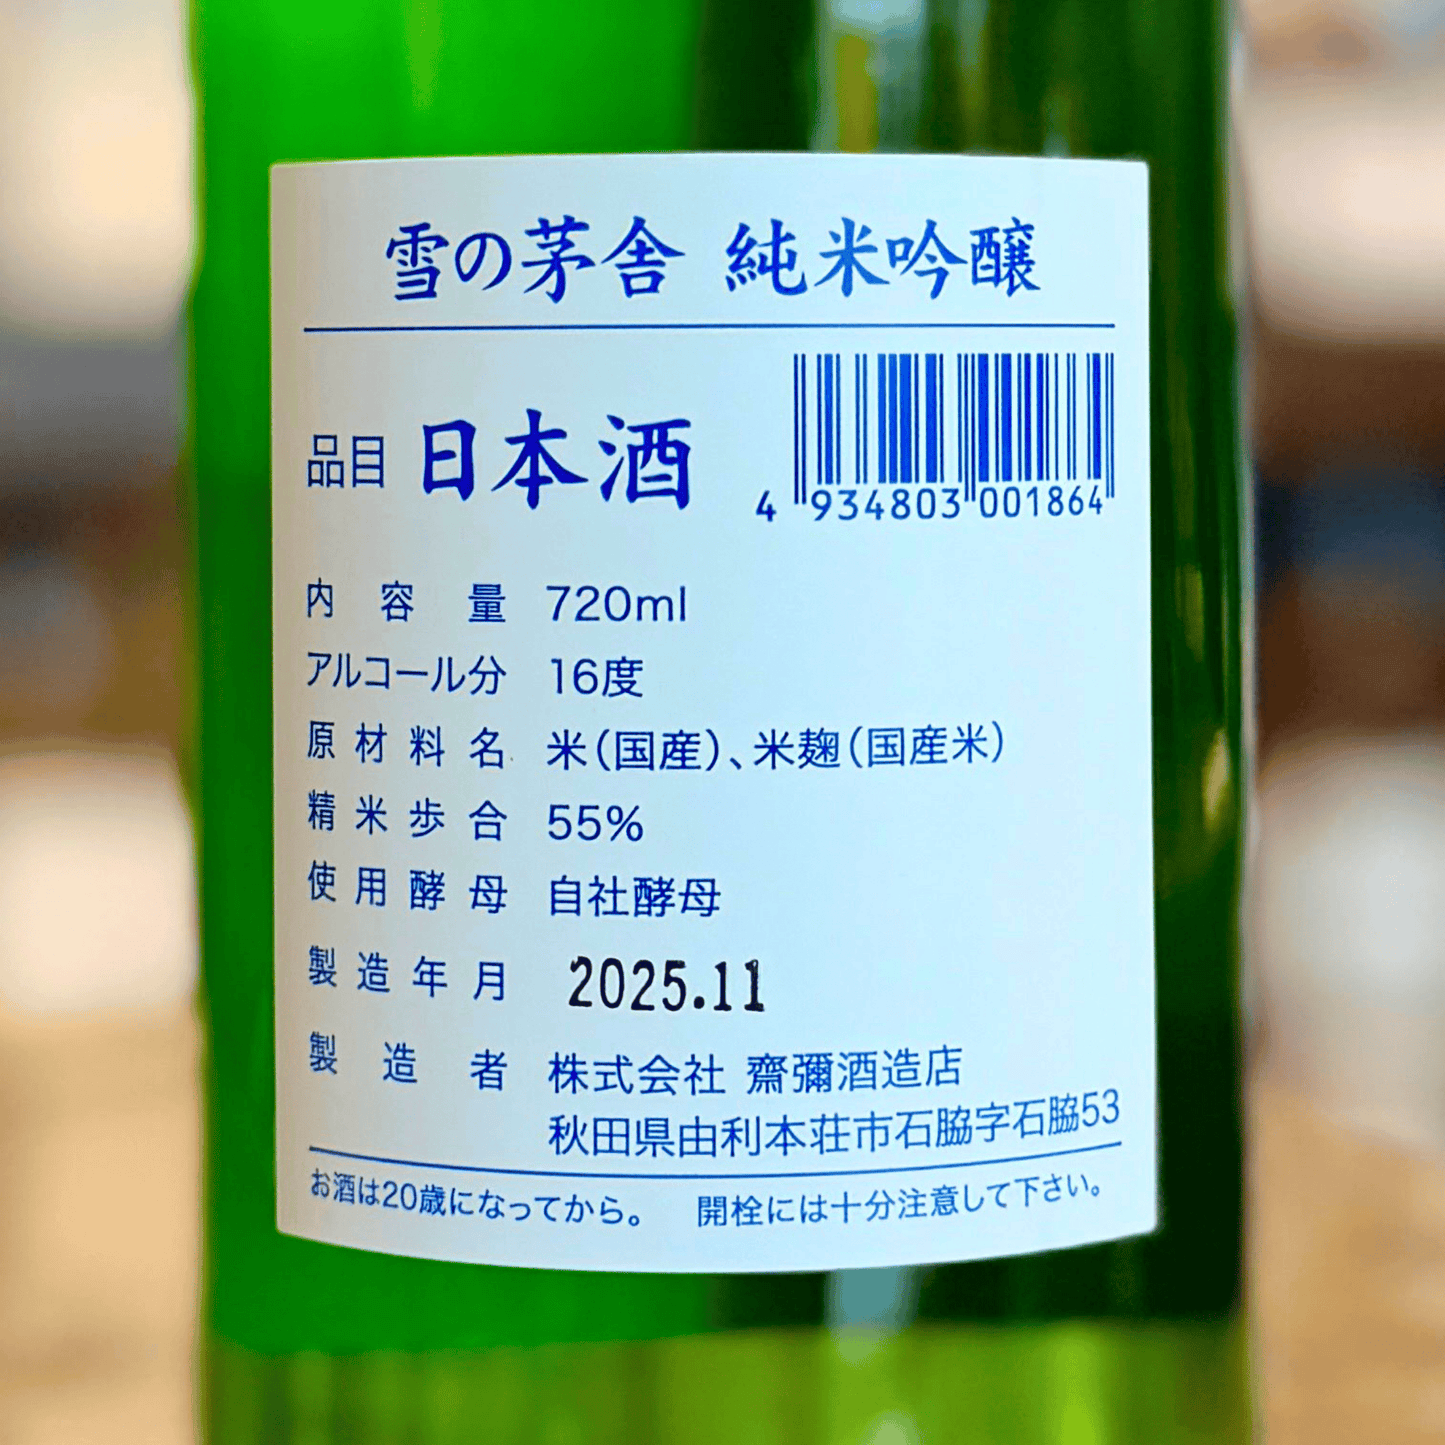 雪の茅舎 純米吟醸
品目 日本酒
4 934803 001864
内容量 720ml
アルコール分 16度
原材料名 米(国産)、米麹(国産米)
精米歩合 55%
使用酵母 自社酵母
製造年月 2025.11
製造者 株式会社 齋彌酒造店
秋田県由利本荘市石脇字石脇53
お酒は20歳になってから。 開栓には十分注意して下さい。